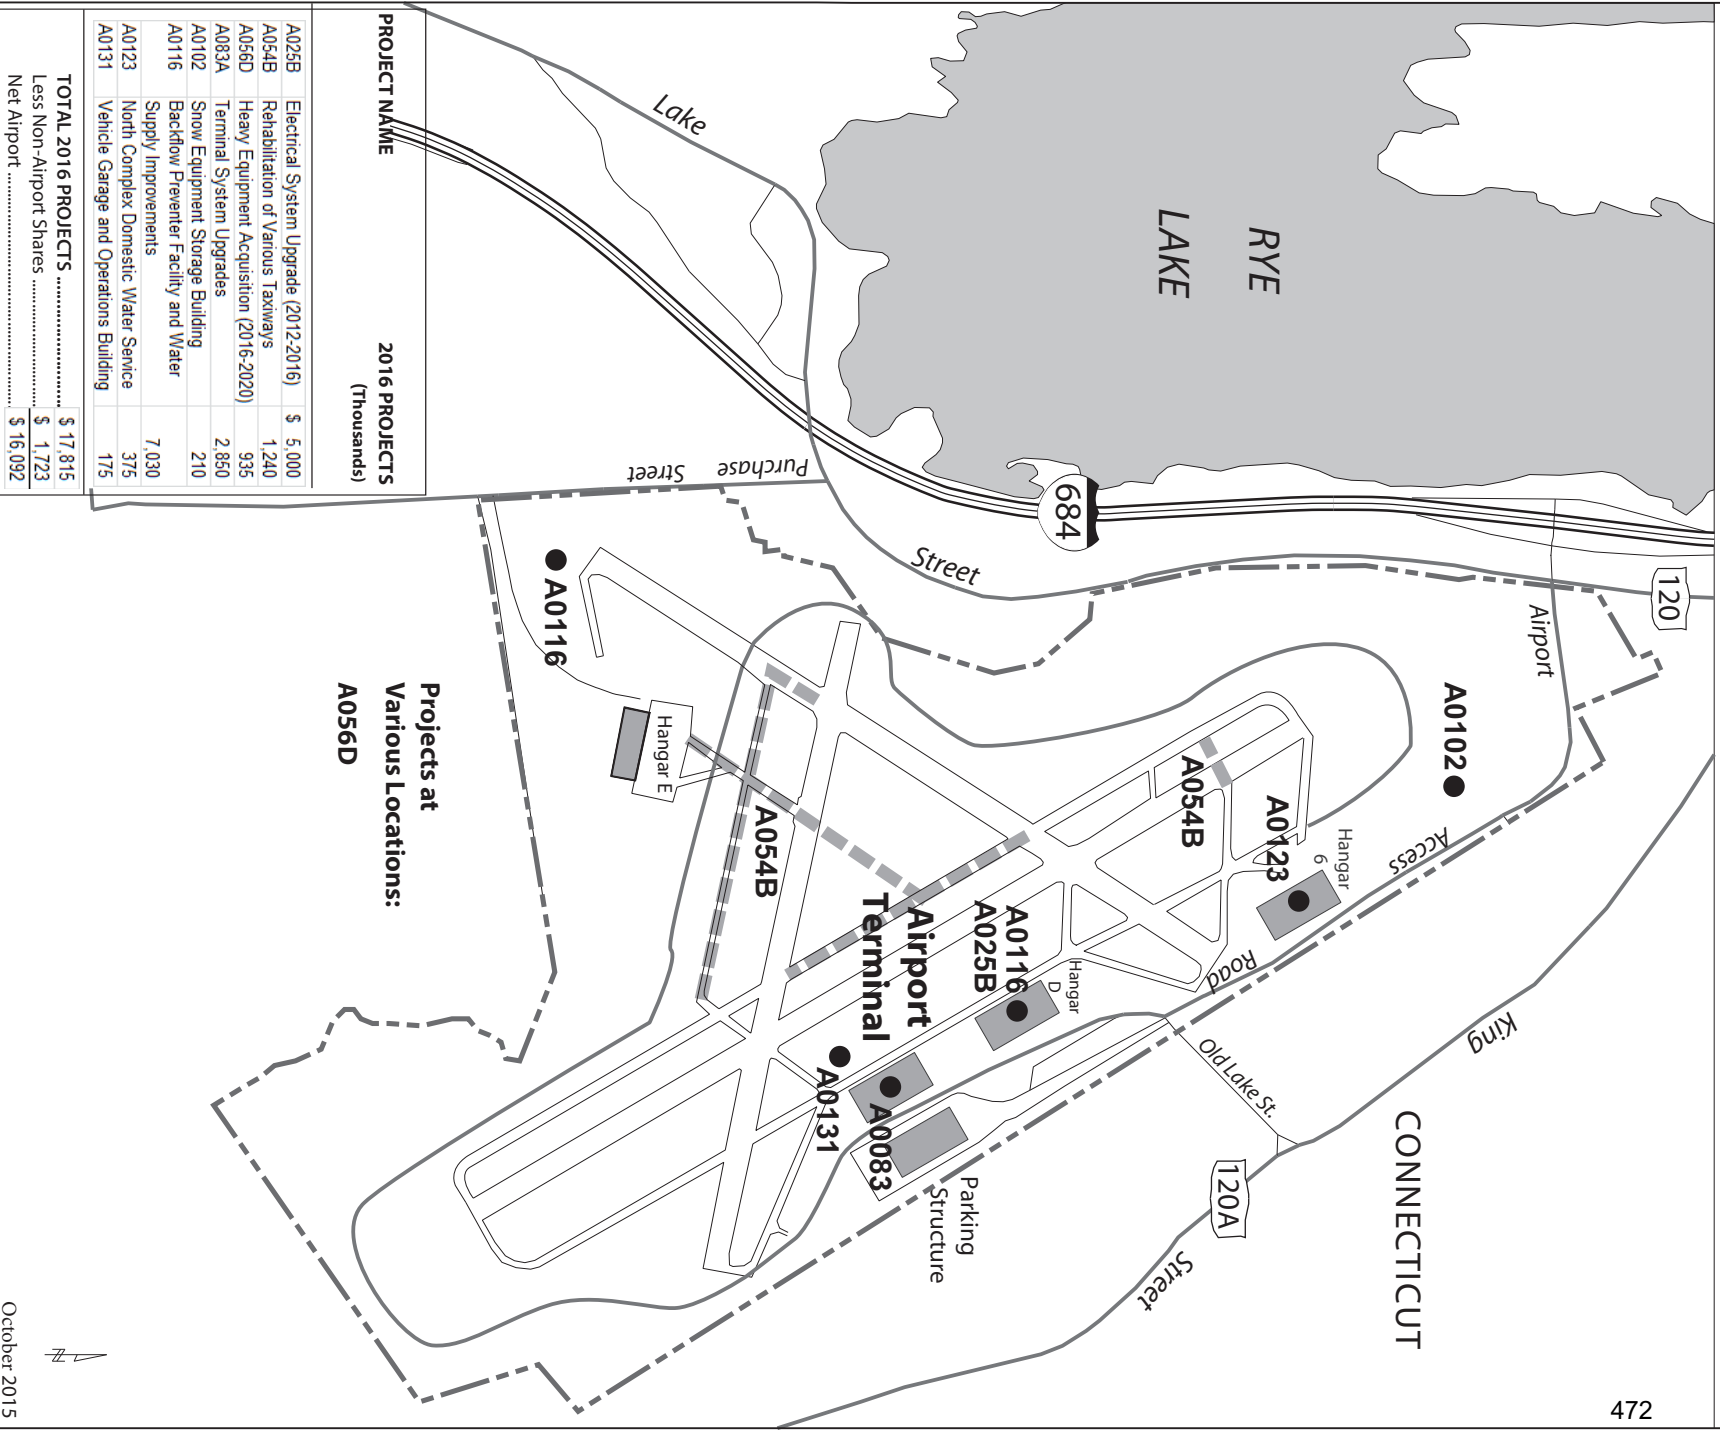 PROJECT NAME
2016 PROJECTS
(Thousands)
A025B Electrical System Upgrade (2012-2016) $ 5,000
A054B Rehabilitation of Various Taxiways 1,240
A056D Heavy Equipment Acquisition (2016-2020) 935
A083A Terminal System Upgrades 2,850
A0102 Snow Equipment Storage Building 210
A0116 Backflow Preventer Facility and Water
Supply Improvements 7,030
A0123 North Complex Domestic Water Service 375
A0131 Vehicle Garage and Operations Building 175
TOTAL 2016 PROJECTS ................................ $ 17,815
Less Non-Airport Shares ............................ $ 1,723
Net Airport ................................................ $ 16,092
RYE
LAKE
Lake
Street
Purchase
Street
684
120
Airport
Access
Road
A0102
A054B
A0123
Hangar
6
A0116
A025B
Hangar
D
Airport
Terminal
A054B
A0116
Hangar E
A0131
A0083
Parking
Structure
Old Lake St.
King
Street
120A
CONNECTICUT
Projects at
Various Locations:
A056D
N
October 2015
472